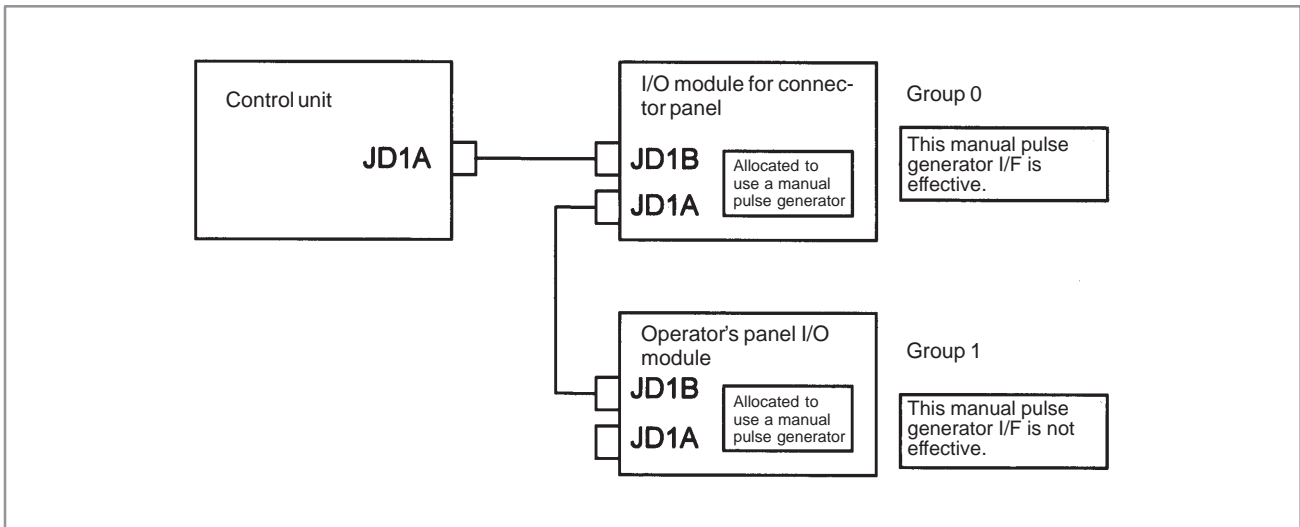 Control unit
JD1A
I/O module for connec-
tor panel
JD1B
JD1A
Allocated to
use a manual
pulse generator
Group 0
This manual pulse
generator I/F is
effective.
Operator's panel I/O
module
JD1B
JD1A
Allocated to
use a manual
pulse generator
Group 1
This manual pulse
generator I/F is not
effective.